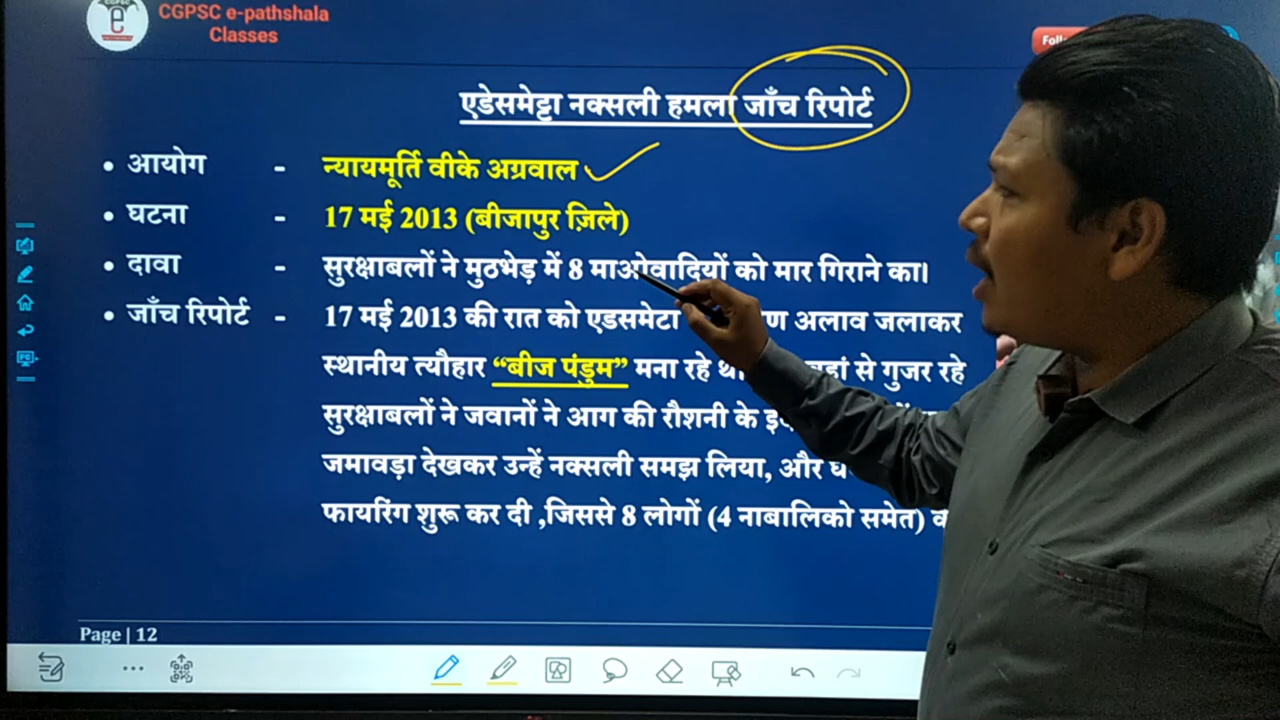 CGPSC
e
CGPSC e-pathshala
Classes
एडेसमेट्टा नक्सली हमला जाँच रिपोर्ट
• आयोग - न्यायमूर्ति वीके अग्रवाल
• घटना - 17 मई 2013 (बीजापुर ज़िले)
• दावा - सुरक्षाबलों ने मुठभेड़ में 8 माओवादियों को मार गिराने का।
• जाँच रिपोर्ट - 17 मई 2013 की रात को एडसमेटा अलाव जलाकर
स्थानीय त्यौहार “बीज पंडुम” मना रहे से गुजर रहे
सुरक्षाबलों ने जवानों ने आग की रौशनी के
जमावड़ा देखकर उन्हें नक्सली समझ लिया, और
फायरिंग शुरू कर दी ,जिससे 8 लोगों (4 नाबालिको समेत)
Page | 12